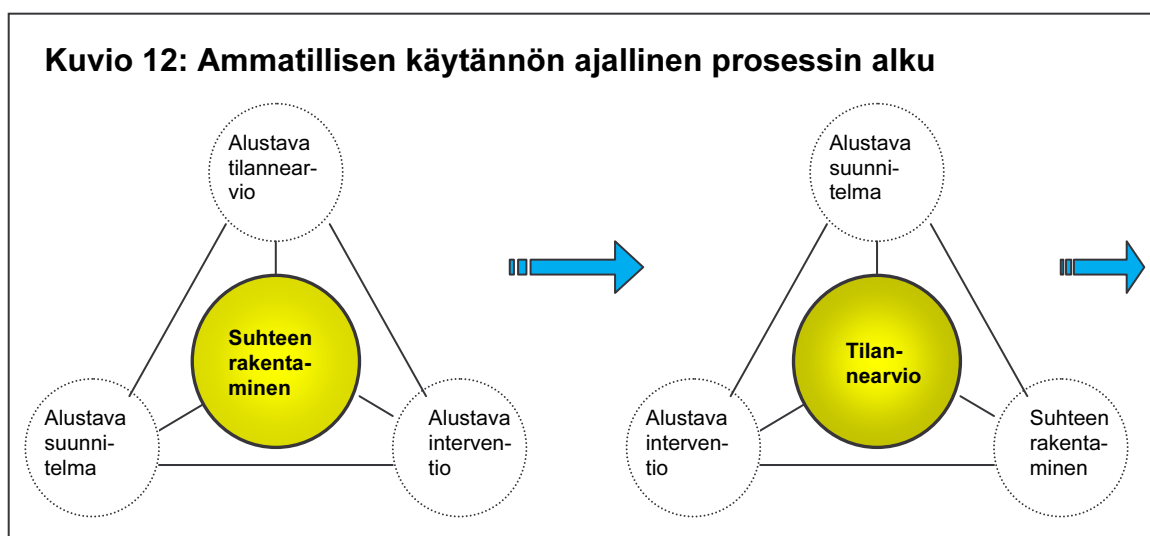 Kuvio 12: Ammatillisen käytännön ajallinen prosessin alku
Alustava
tilannear-
vio
Suhteen
rakenta-
minen
Alustava
suunni-
telma
Alustava
interven-
tio
Alustava
suunni-
telma
Tilan-
nearvio
Alustava
interven-
tio
Suhteen
rakenta-
minen